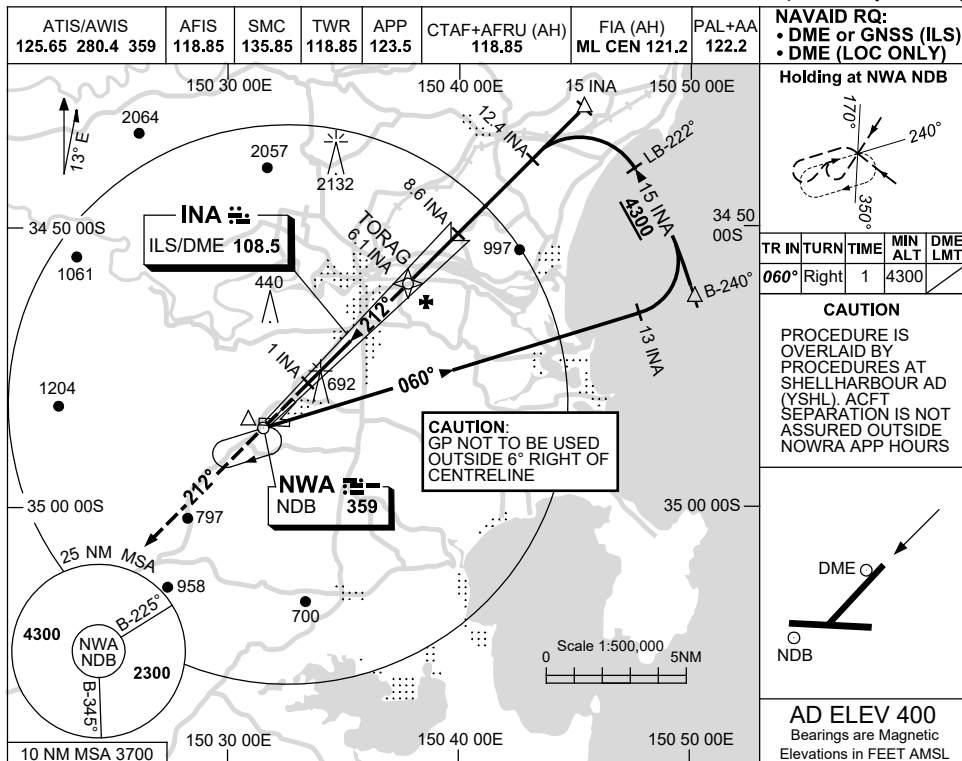 ATIS/AWIS
125.65 280.4 359
AFIS
118.85
SMC
135.85
TWR
118.85
APP
123.5
CTAF+AFRU (AH)
118.85
FIA (AH)
ML CEN 121.2
PAL+AA
122.2
NAVAID RQ:
• DME or GNSS (ILS)
• DME (LOC ONLY)
Holding at NWA NDB
170°
240°
350°
TR IN TURN TIME MIN ALT DME LMT
060° Right 1 4300
CAUTION
PROCEDURE IS
OVERLAID BY
PROCEDURES AT
SHELLHARBOUR AD
(YSHL). ACFT
SEPARATION IS NOT
ASSURED OUTSIDE
NOWRA APP HOURS
DME
NDB
AD ELEV 400
Bearings are Magnetic
Elevations in FEET AMSL
150 30 00E
150 40 00E
150 50 00E
15 INA
13° E
2064
2057
2132
12.4 INA
LB-222°
15 INA
4300
8.6 INA
INA
ILS/DME 108.5
TORAG
6.1 INA
997
34 50 00S
34 50
00S
1061
440
B-240°
212°
13 INA
1 INA
692
060°
1204
CAUTION:
GP NOT TO BE USED
OUTSIDE 6° RIGHT OF
CENTRELINE
NWA
NDB 359
212°
35 00 00S
35 00 00S
797
25 NM MSA
958
700
B-225°
4300
NWA
NDB
2300
B-345°
Scale 1:500,000
0 5NM
10 NM MSA 3700
150 30 00E
150 40 00E
150 50 00E